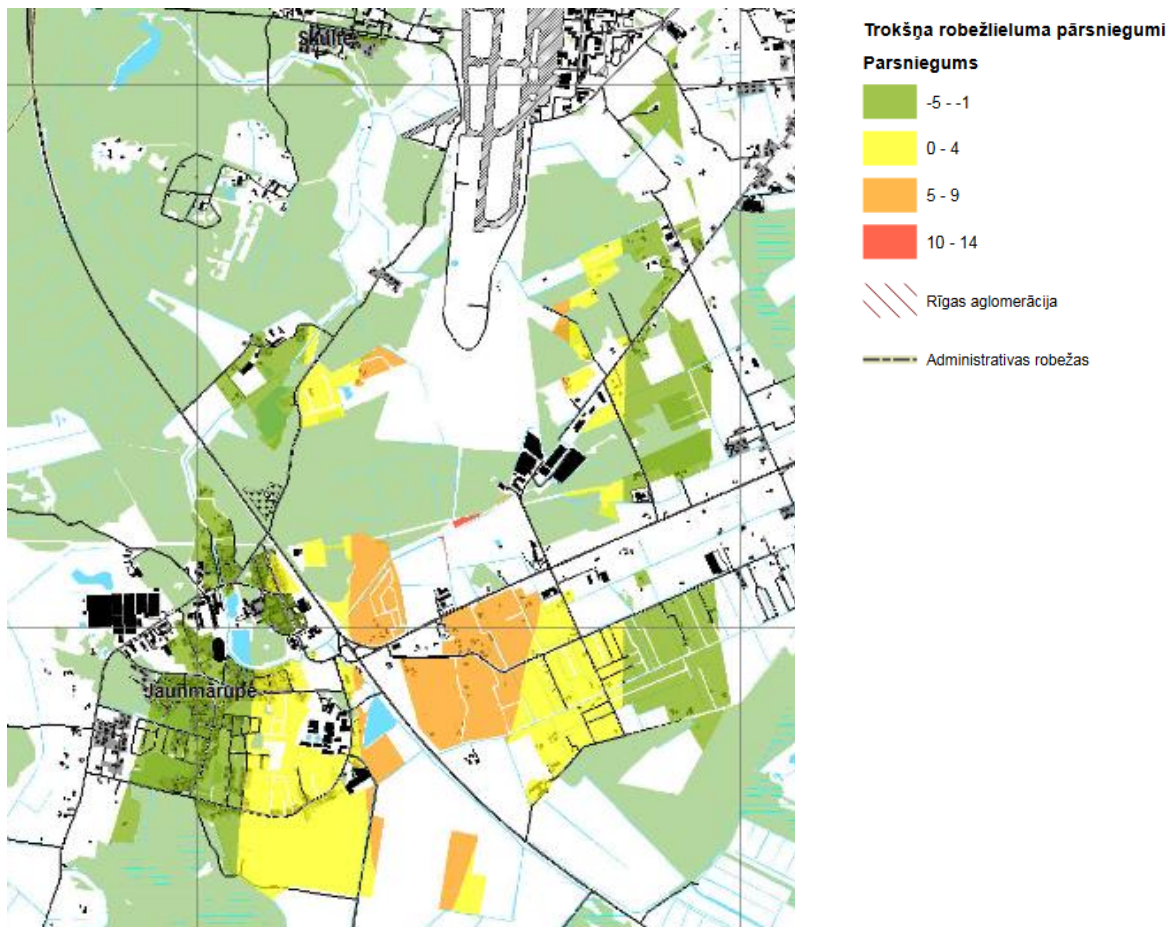 Skulte
Jaunmārupe
Trokšņa robežlieluma pārsniegumi
Parsniegums
-5 - -1
0 - 4
5 - 9
10 - 14
Rīgas aglomerācija
Administratīvas robežas